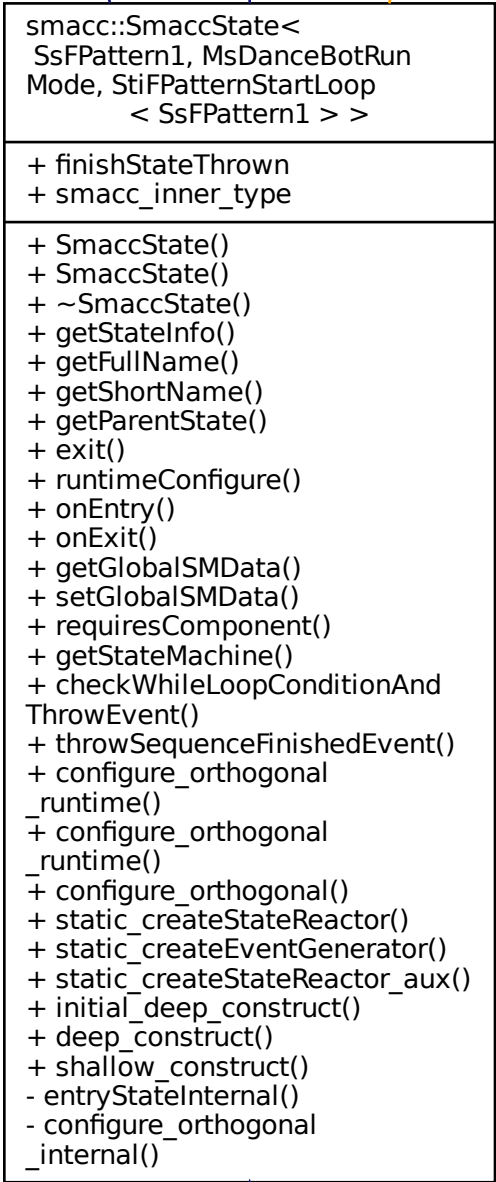 smacc::SmaccState<
SsFPattern1, MsDanceBotRun
Mode, StiFPatternStartLoop
< SsFPattern1 > >
+ finishStateThrown
+ smacc_inner_type
+ SmaccState()
+ SmaccState()
+ ~SmaccState()
+ getStateInfo()
+ getFullName()
+ getShortName()
+ getParentState()
+ exit()
+ runtimeConfigure()
+ onEntry()
+ onExit()
+ getGlobalSMData()
+ setGlobalSMData()
+ requiresComponent()
+ getStateMachine()
+ checkWhileLoopConditionAnd
ThrowEvent()
+ throwSequenceFinishedEvent()
+ configure_orthogonal
_runtime()
+ configure_orthogonal
_runtime()
+ configure_orthogonal()
+ static_createStateReactor()
+ static_createEventGenerator()
+ static_createStateReactor_aux()
+ initial_deep_construct()
+ deep_construct()
+ shallow_construct()
- entryStateInternal()
- configure_orthogonal
_internal()